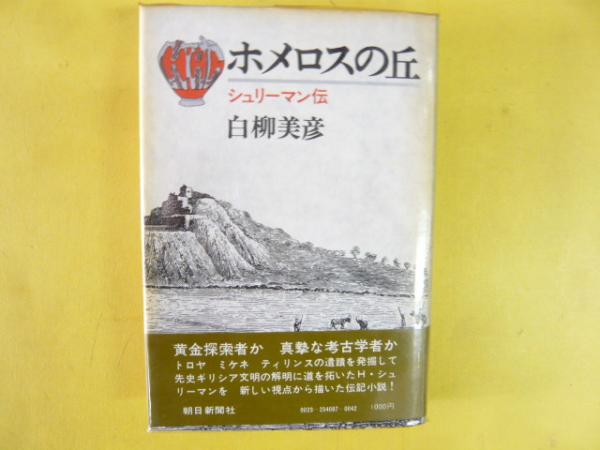 ホメロスの丘
シュリーマン伝
白柳美彦
黄金探索者か 真摯な考古学者か
トロヤ ミケネ ティリンスの遺蹟を発掘して
先史ギリシア文明の解明に道を拓いたH・シュ
リーマンを 新しい視点から描いた伝記小説!
朝日新聞社 0023-254087-0042 1000円